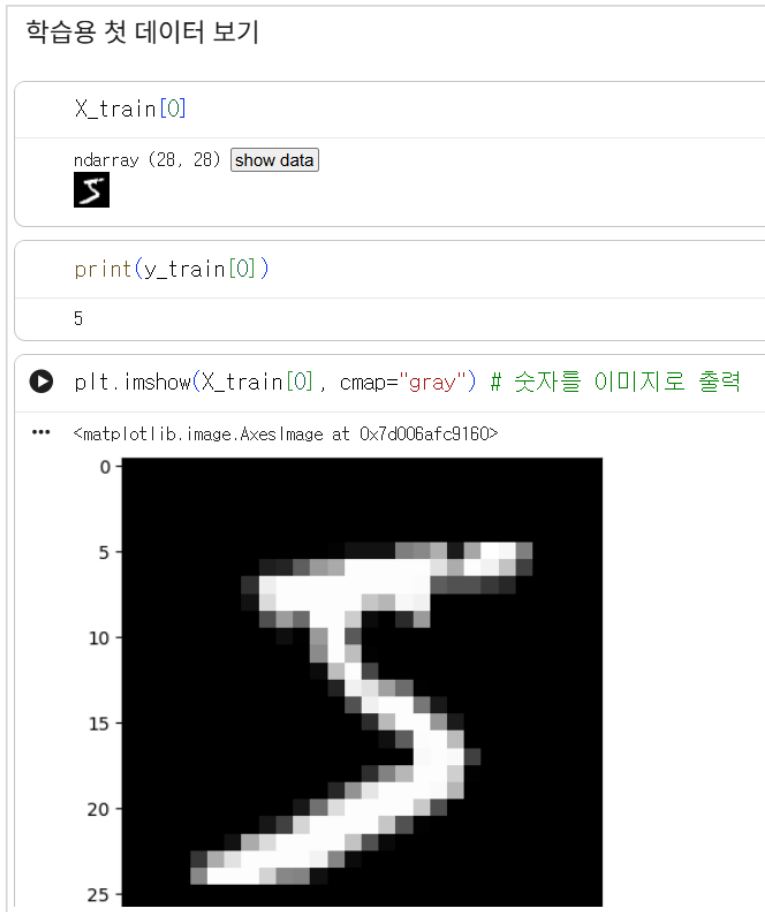 학습용 첫 데이터 보기
X_train[0]
ndarray (28, 28) show data
print(y_train[0])
5
plt.imshow(X_train[0], cmap="gray") # 숫자를 이미지로 출력
<matplotlib.image.AxesImage at 0x7d006afc9160>
0
5
10
15
20
25